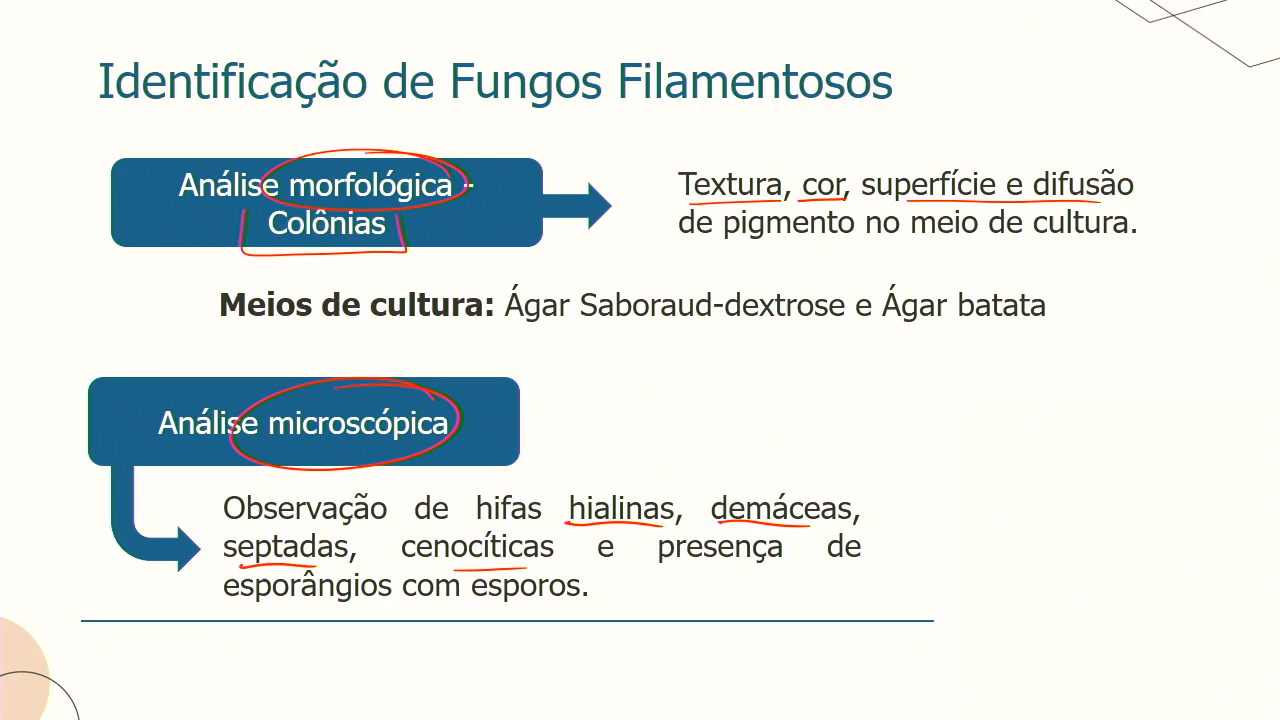 Identificação de Fungos Filamentosos
Análise morfológica -
Colônias
Textura, cor, superfície e difusão
de pigmento no meio de cultura.
Meios de cultura: Ágar Saboraud-dextrose e Ágar batata
Análise microscópica
Observação de hifas hialinas, demáceas,
septadas, cenocíticas e presença de
esporângios com esporos.